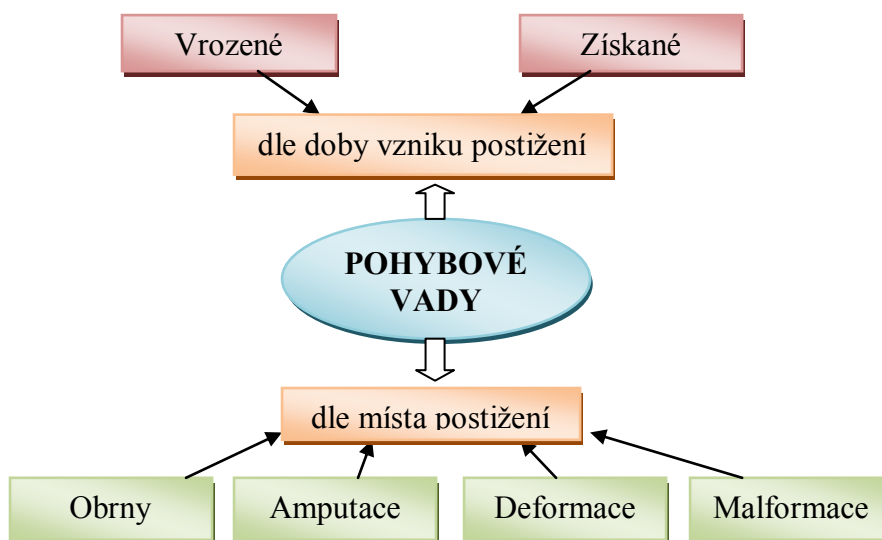 Vrozené
Získané
dle doby vzniku postižení
POHYBOVÉ
VADY
dle místa postižení
Obrny
Amputace
Deformace
Malformace